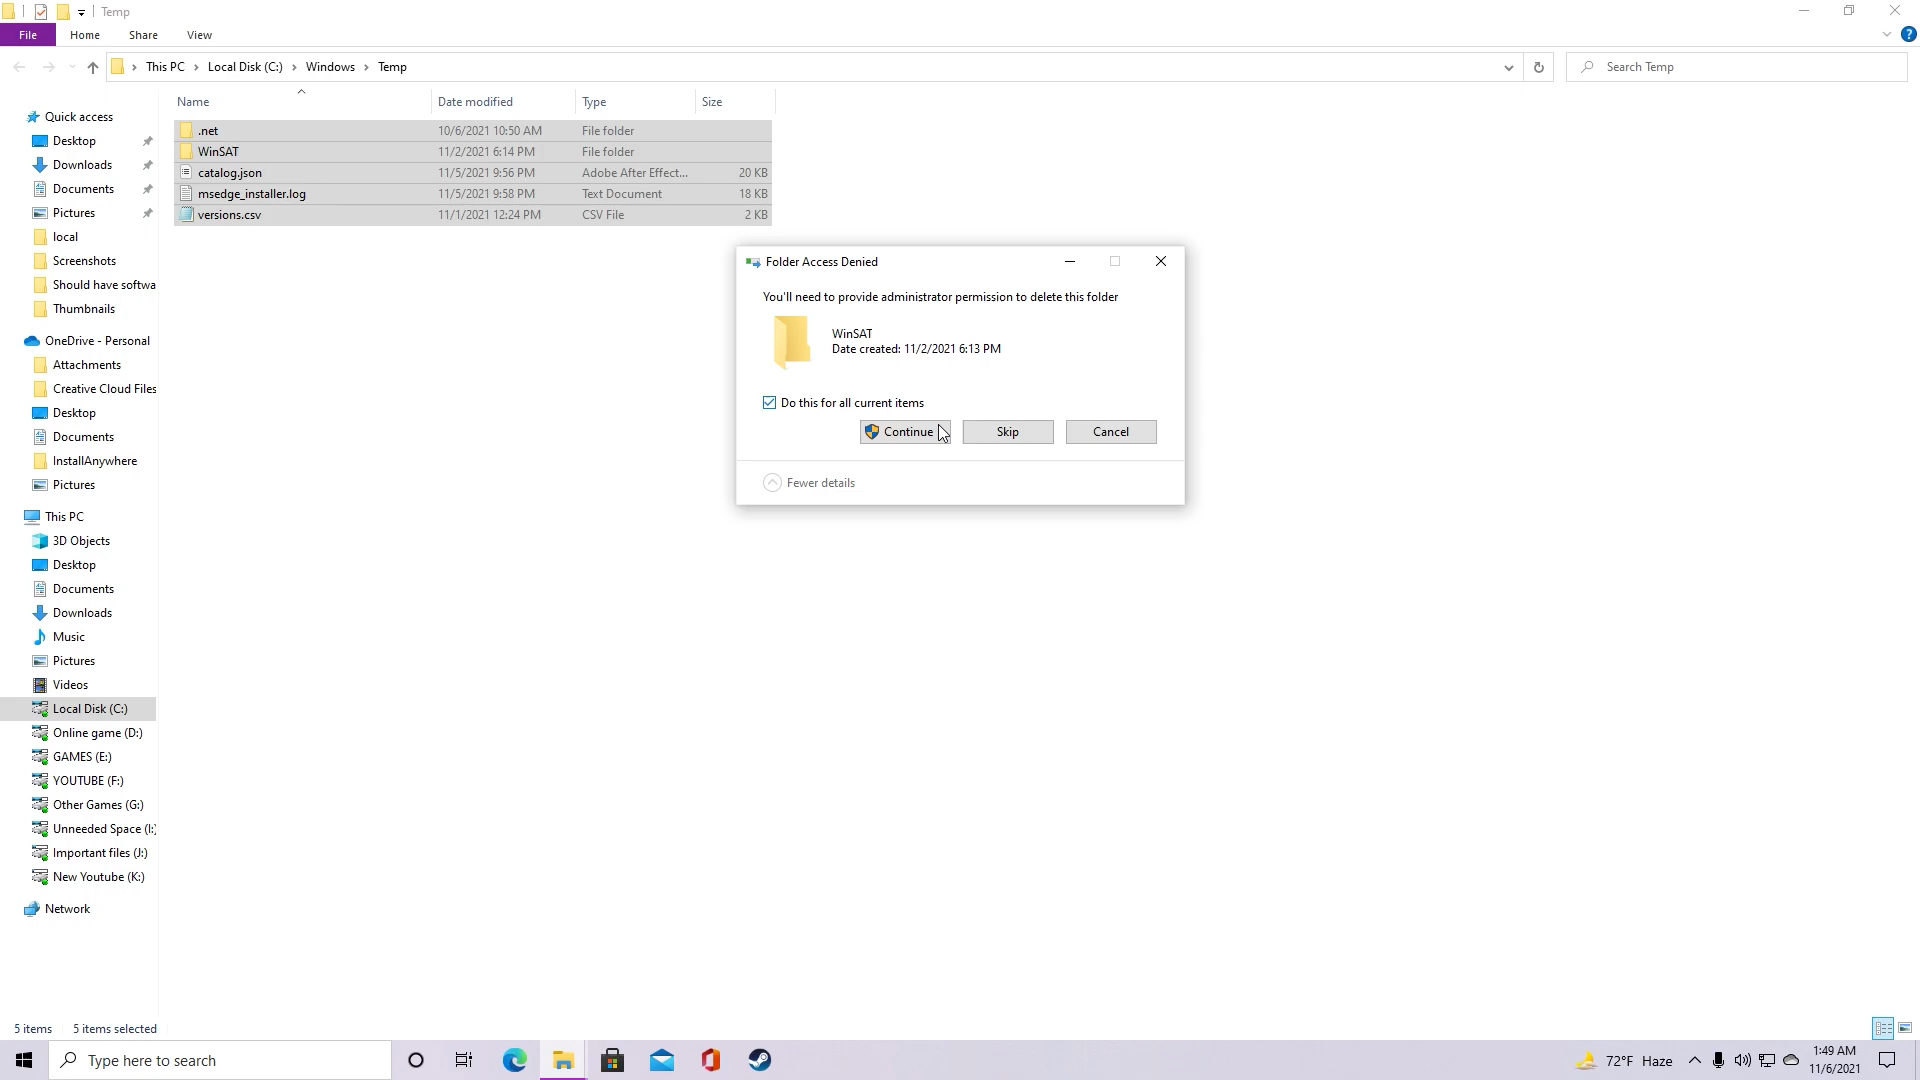 Temp
File Home Share View
This PC Local Disk (C:) Windows Temp
Search Temp
Name Date modified Type Size
.net 10/6/2021 10:50 AM File folder
WinSAT 11/2/2021 6:14 PM File folder
catalog.json 11/5/2021 9:56 PM Adobe After Effect... 20 KB
msedge_installer.log 11/5/2021 9:58 PM Text Document 18 KB
versions.csv 11/1/2021 12:24 PM CSV File 2 KB
Quick access
Desktop
Downloads
Documents
Pictures
local
Screenshots
Should have softwa
Thumbnails
OneDrive - Personal
Attachments
Creative Cloud Files
Desktop
Documents
InstallAnywhere
Pictures
This PC
3D Objects
Desktop
Documents
Downloads
Music
Pictures
Videos
Local Disk (C:)
Online game (D:)
GAMES (E:)
YOUTUBE (F:)
Other Games (G:)
Unneeded Space (I:)
Important files (J:)
New Youtube (K:)
Network
Folder Access Denied
You'll need to provide administrator permission to delete this folder
WinSAT
Date created: 11/2/2021 6:13 PM
Do this for all current items
Continue Skip Cancel
Fewer details
5 items 5 items selected
Type here to search
72°F Haze
1:49 AM
11/6/2021